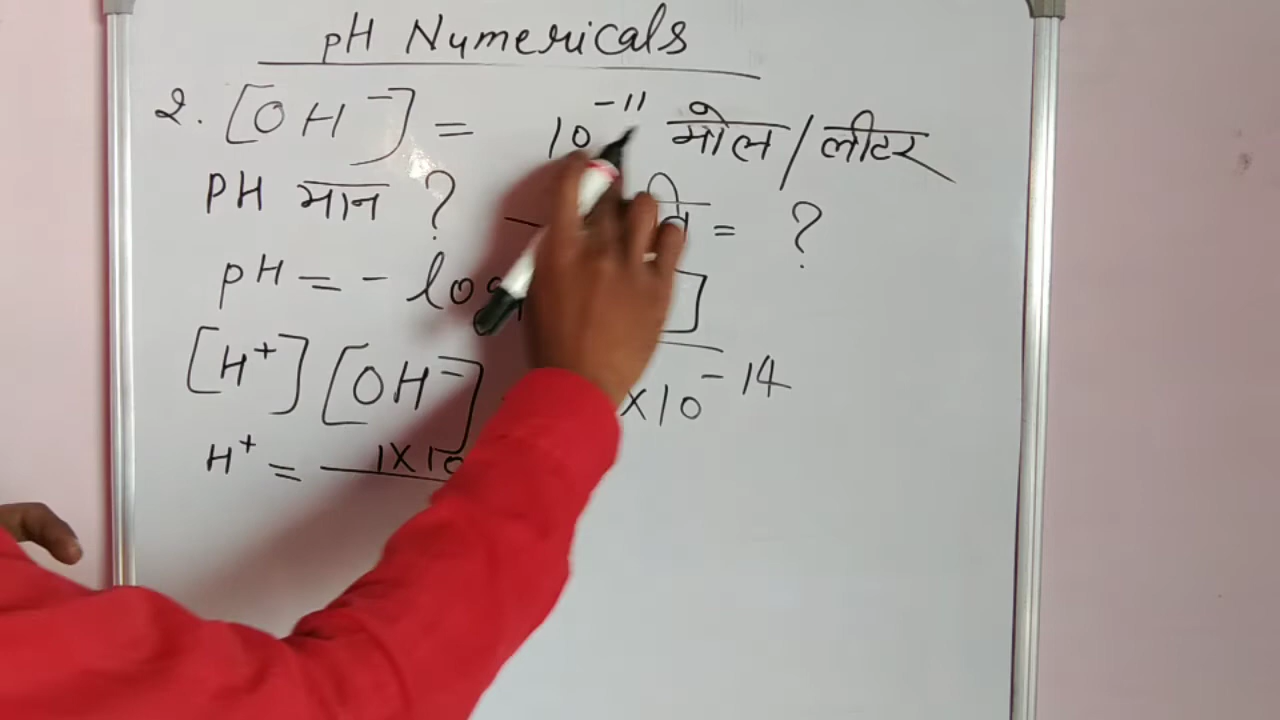 pH Numericals
2. [OH⁻] = 10⁻¹¹ मोल/लीटर
PH मान ? = ?
pH = - log
[H⁺] [OH⁻] ×10⁻¹⁴
H⁺ = 1×10